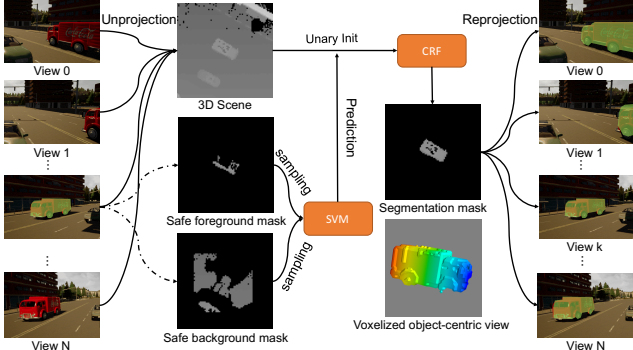 Unprojection
View 0
View 1
...
...
View N
3D Scene
Safe foreground mask
Safe background mask
sampling
sampling
SVM
Prediction
Unary Init
CRF
Segmentation mask
Voxelized object-centric view
Reprojection
View 0
View 1
...
View k
...
View N